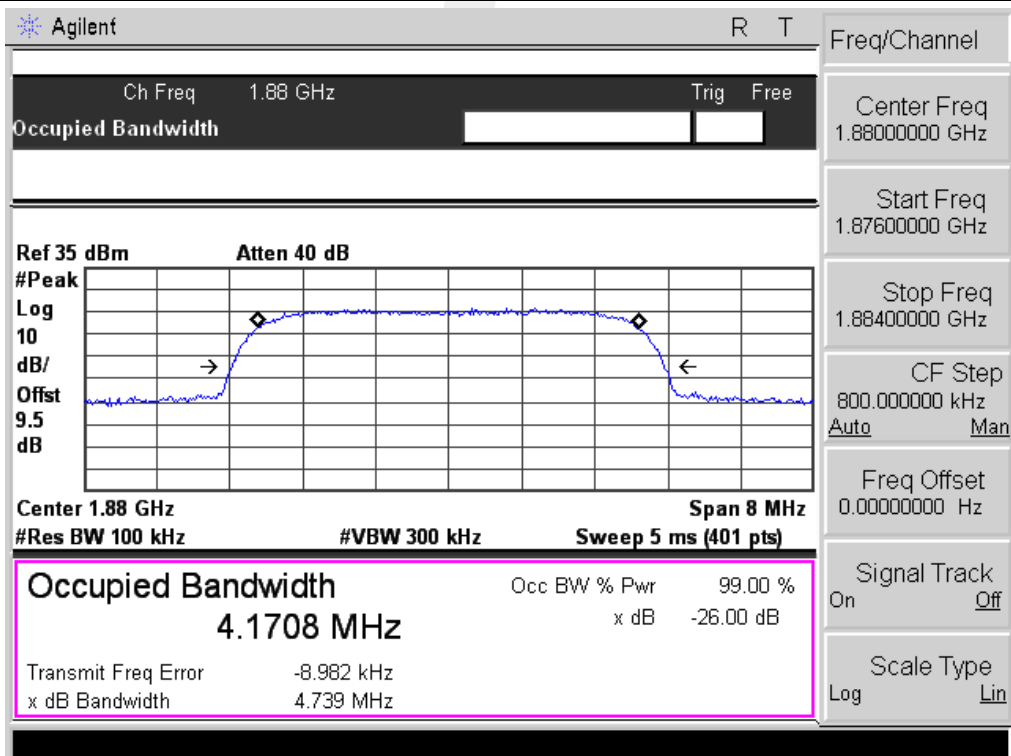 Agilent R T
Ch Freq 1.88 GHz Trig Free
Occupied Bandwidth
Ref 35 dBm Atten 40 dB
#Peak
Log
10
dB/
Offst
9.5
dB
Center 1.88 GHz Span 8 MHz
#Res BW 100 kHz #VBW 300 kHz Sweep 5 ms (401 pts)
Occupied Bandwidth
4.1708 MHz
Occ BW % Pwr 99.00 %
x dB -26.00 dB
Transmit Freq Error -8.982 kHz
x dB Bandwidth 4.739 MHz
Freq/Channel
Center Freq
1.88000000 GHz
Start Freq
1.87600000 GHz
Stop Freq
1.88400000 GHz
CF Step
800.000000 kHz
Auto Man
Freq Offset
0.00000000 Hz
Signal Track
On Off
Scale Type
Log Lin